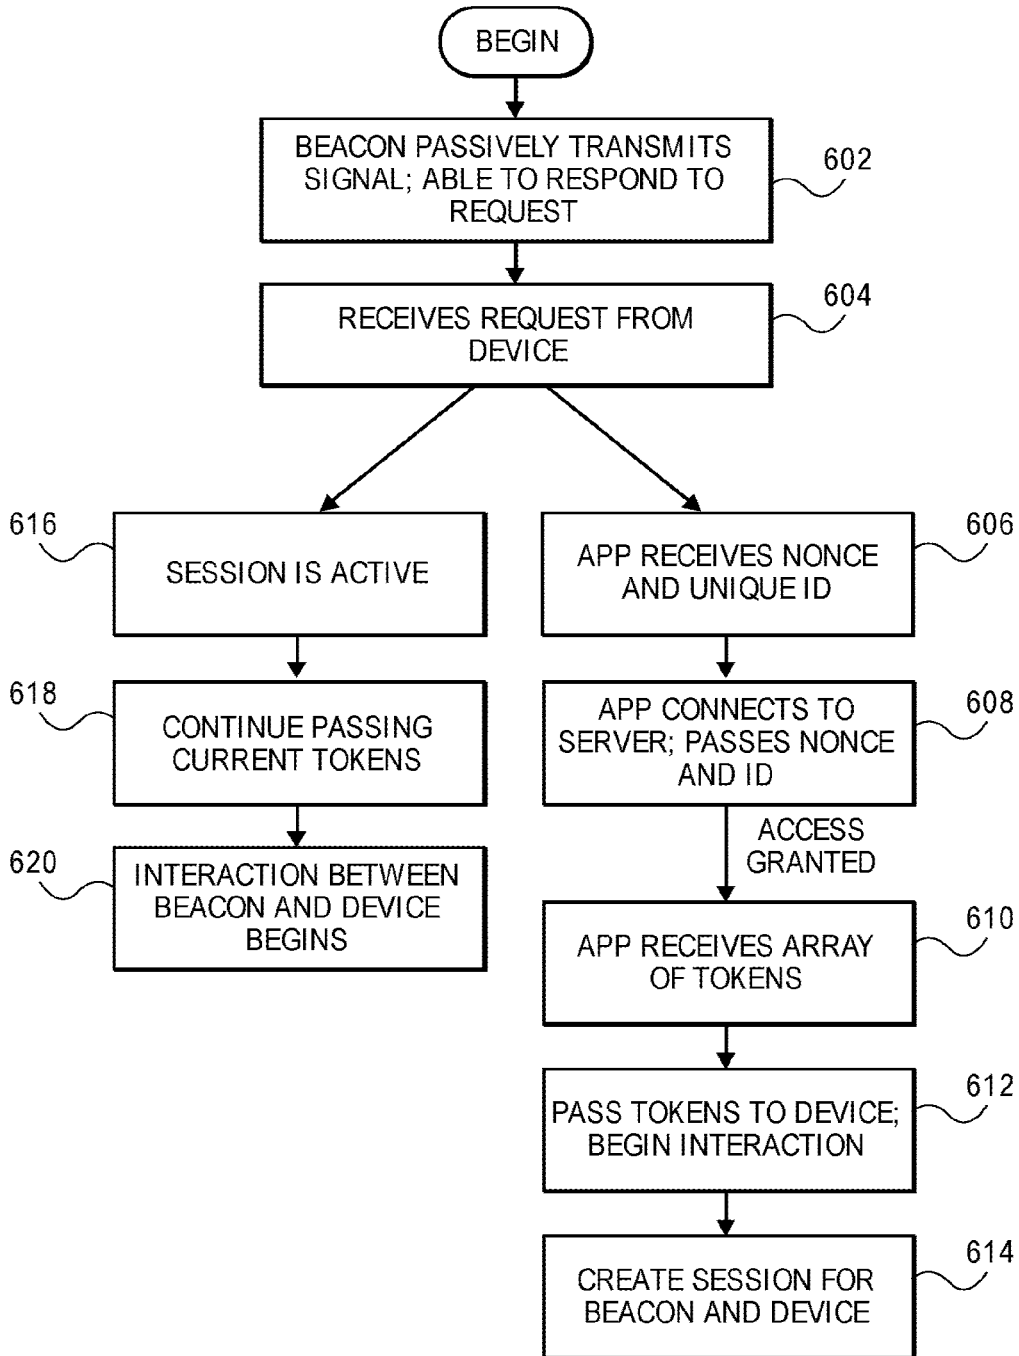 BEGIN
BEACON PASSIVELY TRANSMITS
SIGNAL; ABLE TO RESPOND TO
REQUEST
602
RECEIVES REQUEST FROM
DEVICE
604
616
SESSION IS ACTIVE
618
CONTINUE PASSING
CURRENT TOKENS
620
INTERACTION BETWEEN
BEACON AND DEVICE
BEGINS
APP RECEIVES NONCE
AND UNIQUE ID
606
APP CONNECTS TO
SERVER; PASSES NONCE
AND ID
608
ACCESS
GRANTED
APP RECEIVES ARRAY
OF TOKENS
610
PASS TOKENS TO DEVICE;
BEGIN INTERACTION
612
CREATE SESSION FOR
BEACON AND DEVICE
614